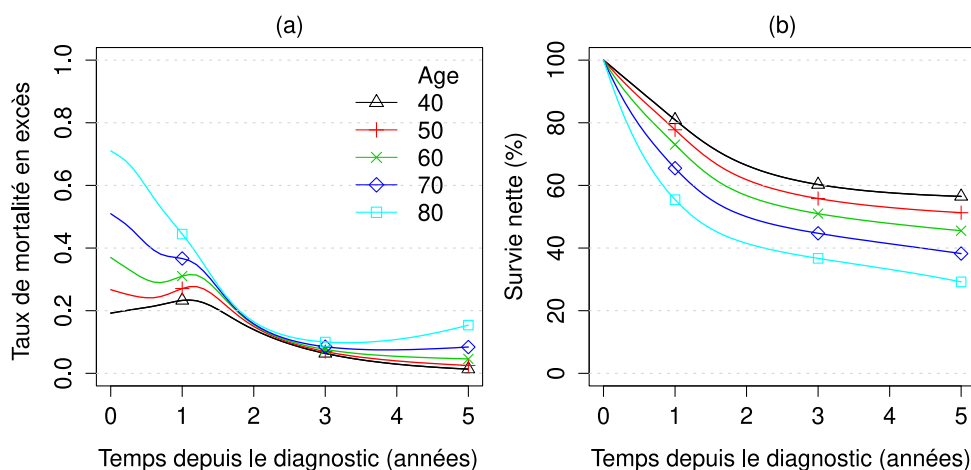 (a)
Taux de mortalité en excès
1.0
0.8
0.6
0.4
0.2
0.0
Age
40
50
60
70
80
0 1 2 3 4 5
Temps depuis le diagnostic (années)
(b)
Survie nette (%)
100
80
60
40
20
0
0 1 2 3 4 5
Temps depuis le diagnostic (années)